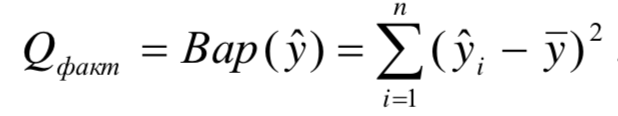 Q_факт = Вар(ŷ) = ∑_{i=1}^{n} (ŷ_i − ȳ)^2